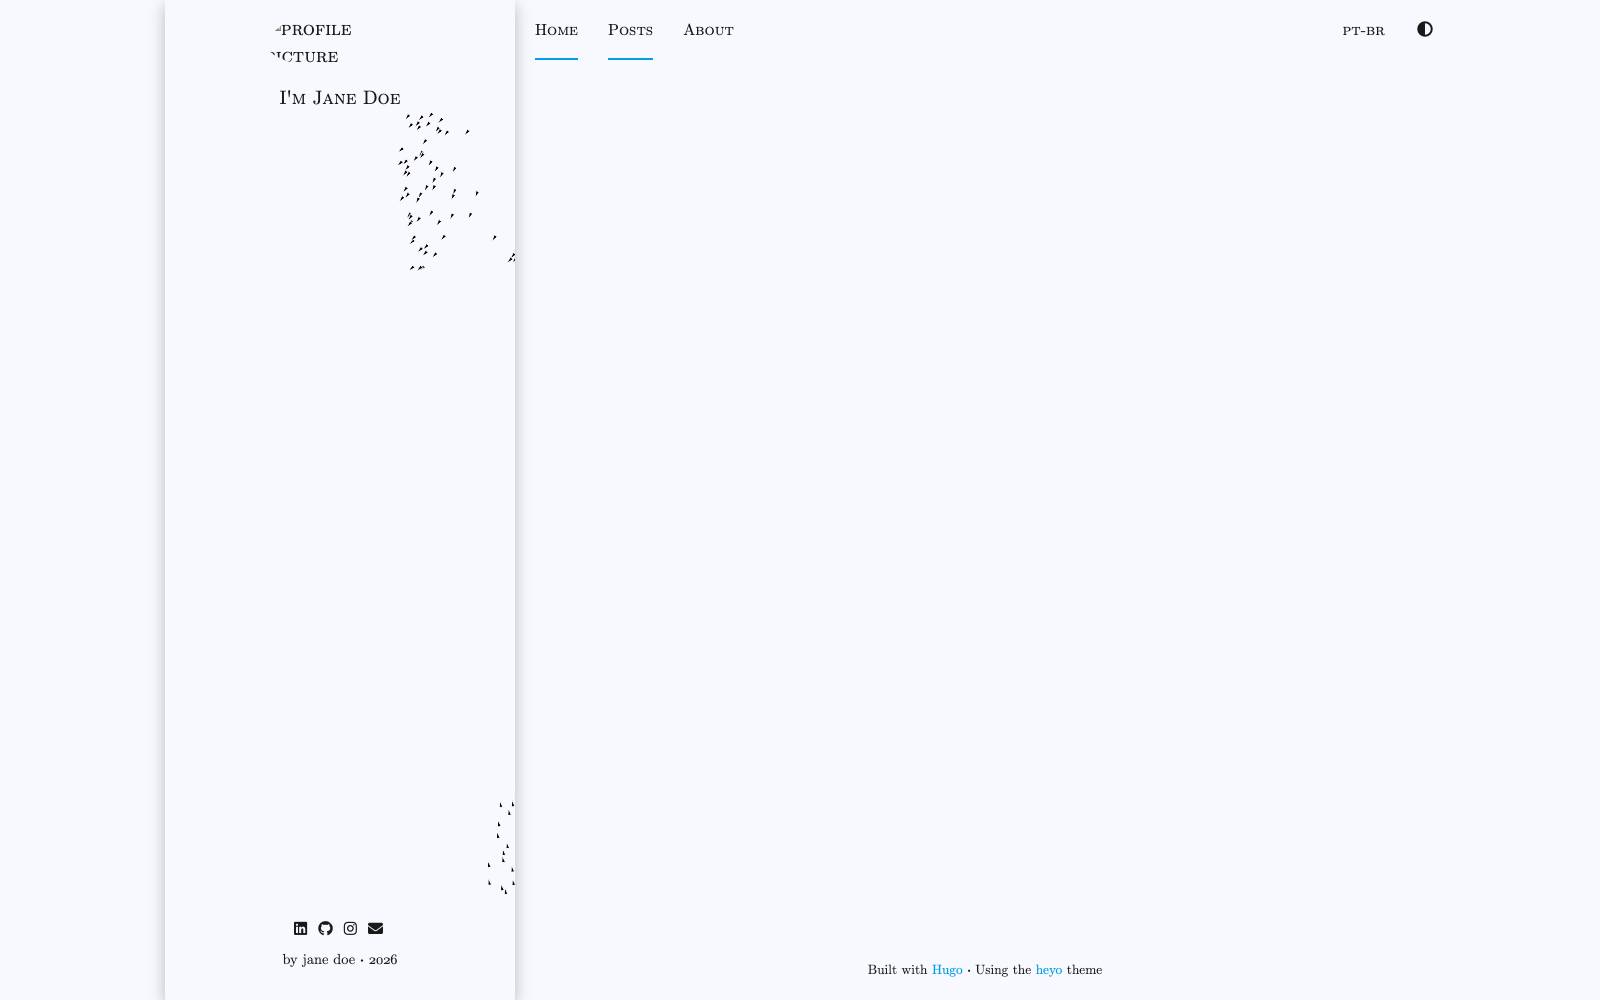 PROFILE
PICTURE
I'm Jane Doe
by jane doe · 2026
Home Posts About
PT-BR
Built with Hugo · Using the heyo theme